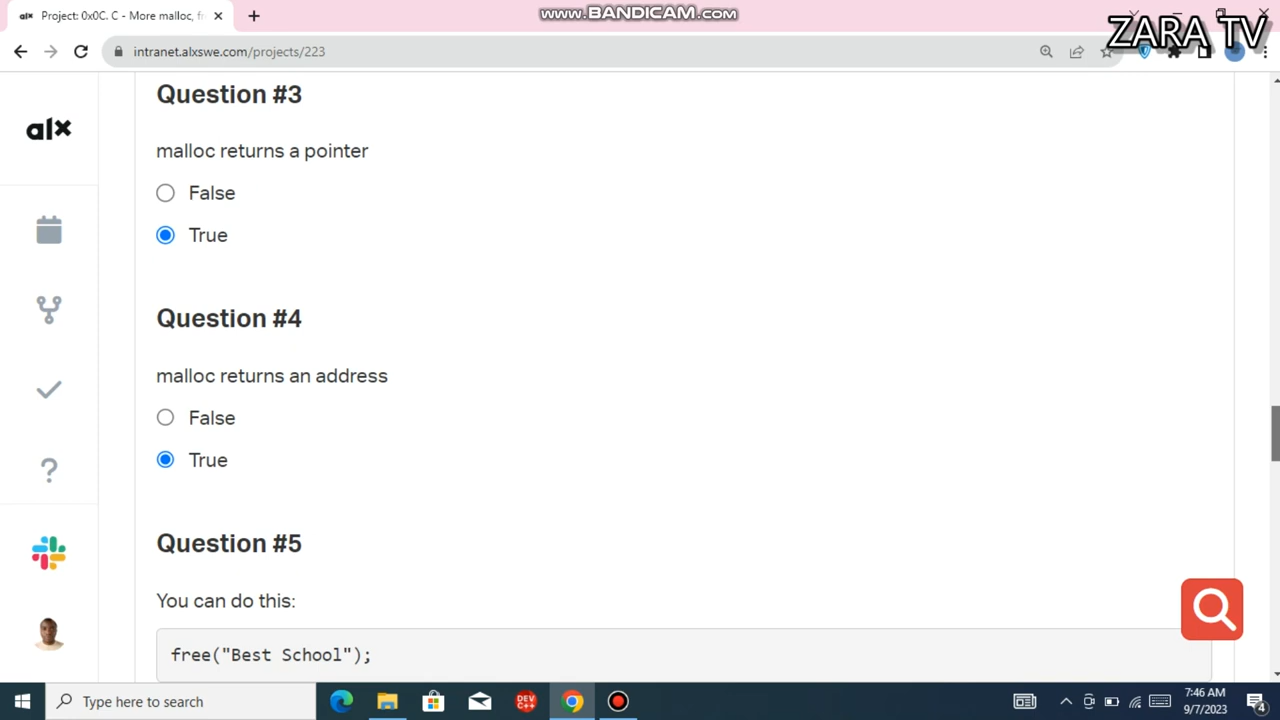 www.BANDICAM.com
Project: 0x0C. C - More malloc, fr
ZARA TV
intranet.alxswe.com/projects/223
alx
Question #3
malloc returns a pointer
False
True
Question #4
malloc returns an address
False
True
Question #5
You can do this:
free("Best School");
Type here to search
DEV
C++
7:46 AM
9/7/2023
4